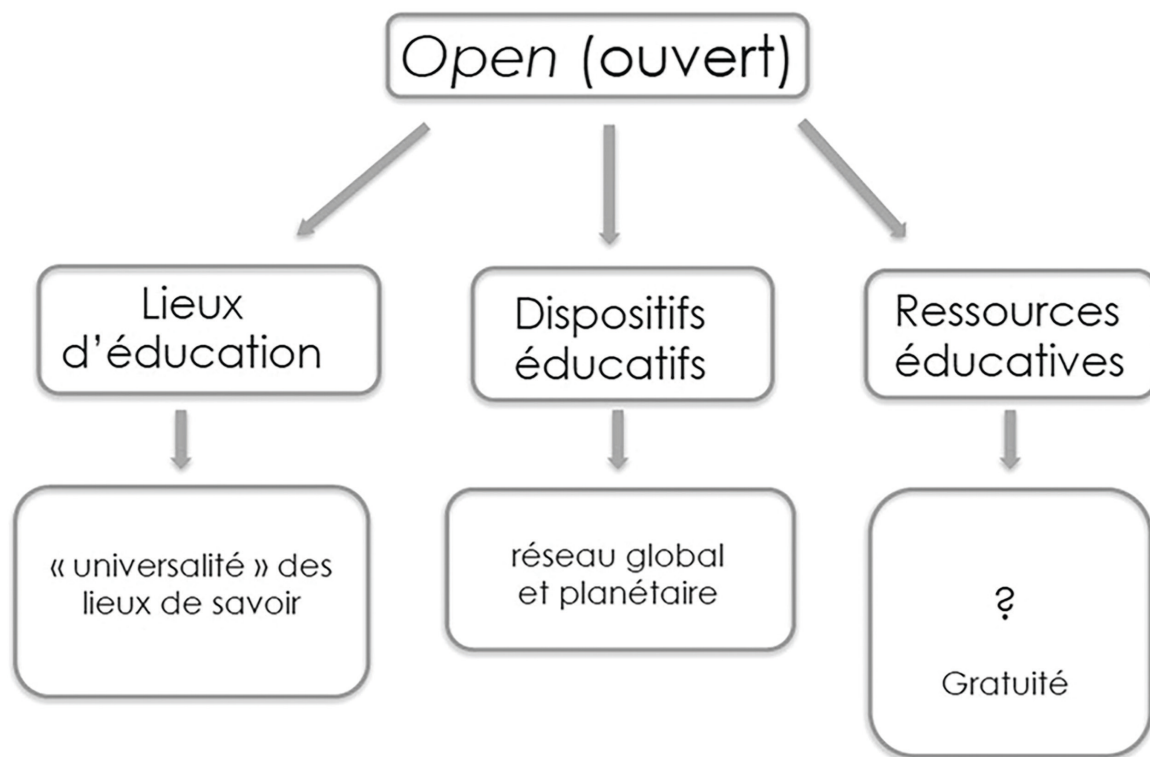 Open (ouvert)
Lieux
d'éducation
Dispositifs
éducatifs
Ressources
éducatives
« universalité » des
lieux de savoir
réseau global
et planétaire
?
Gratuité